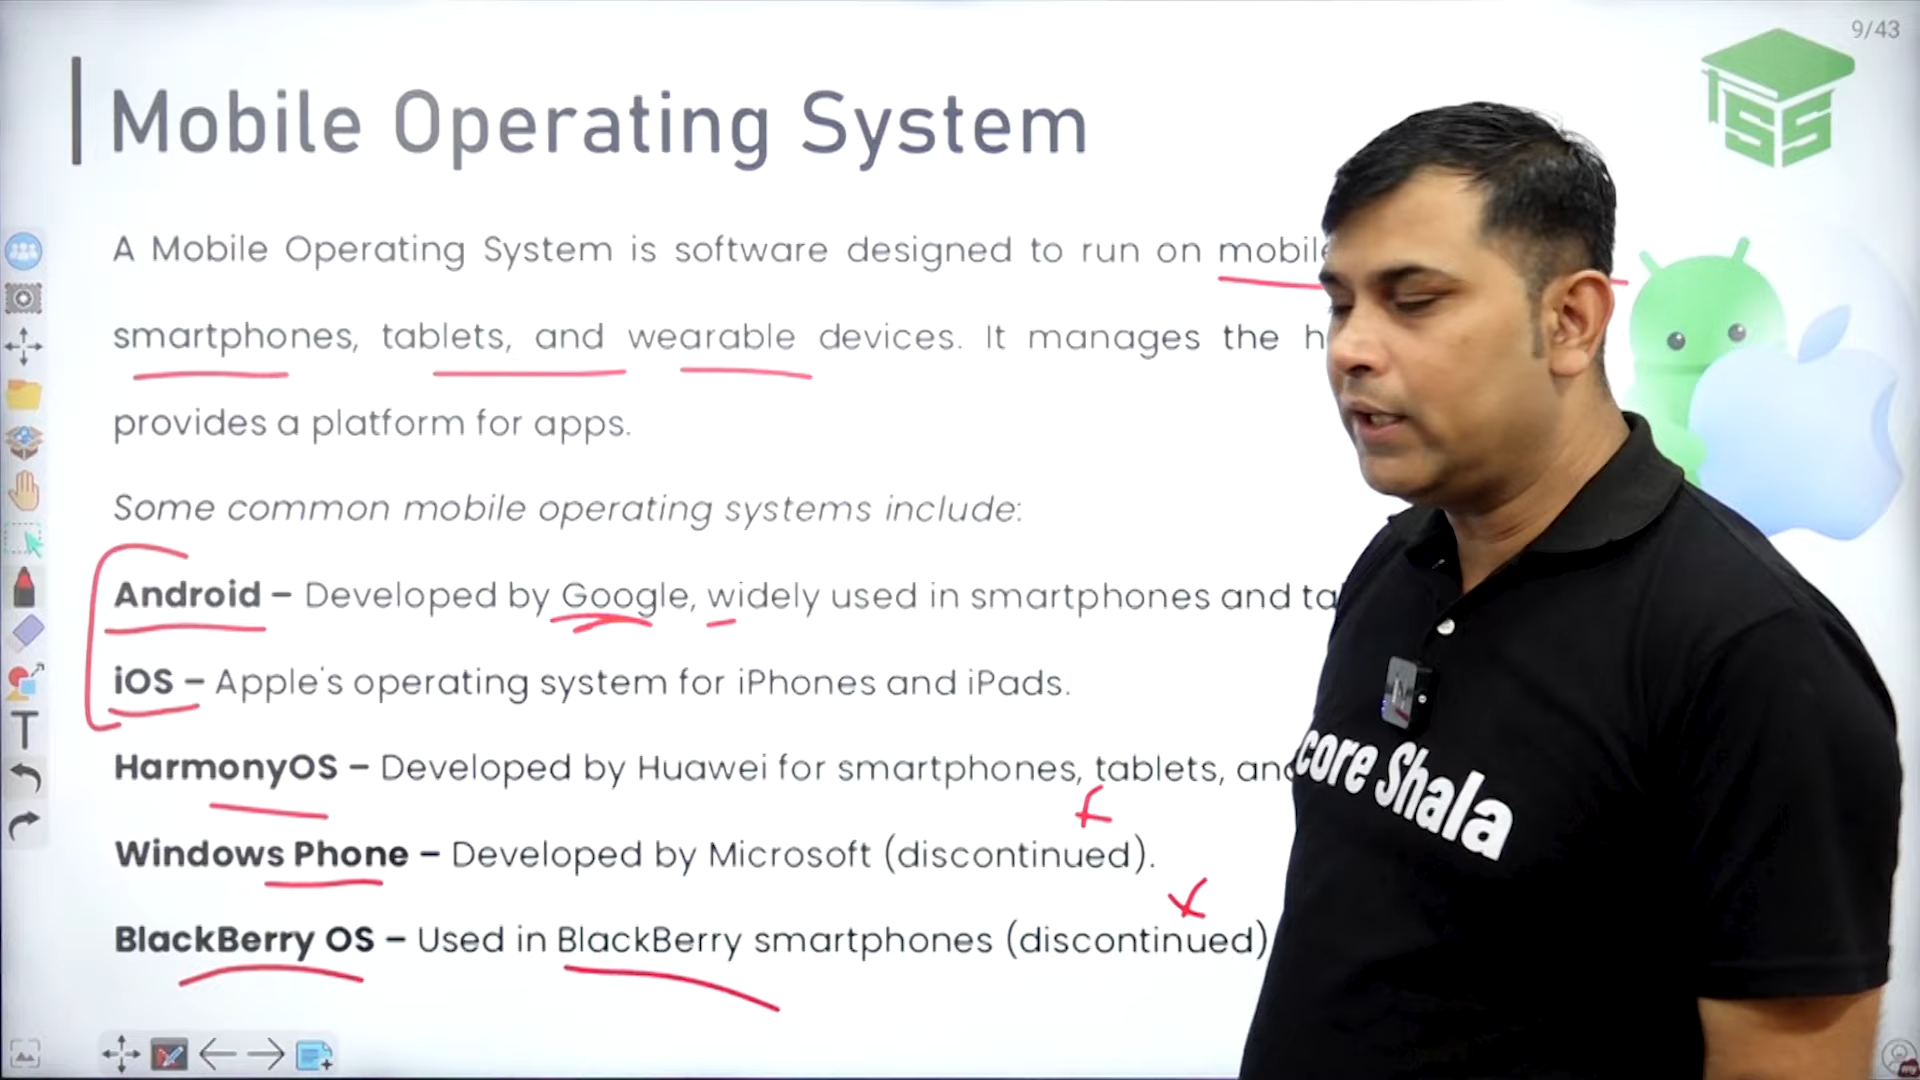 9/43
SS
Mobile Operating System
A Mobile Operating System is software designed to run on mobile
smartphones, tablets, and wearable devices. It manages the
provides a platform for apps.
Some common mobile operating systems include:
Android – Developed by Google, widely used in smartphones and
iOS – Apple's operating system for iPhones and iPads.
HarmonyOS – Developed by Huawei for smartphones, tablets, and
Windows Phone – Developed by Microsoft (discontinued).
BlackBerry OS – Used in BlackBerry smartphones (discontinued)
core Shala